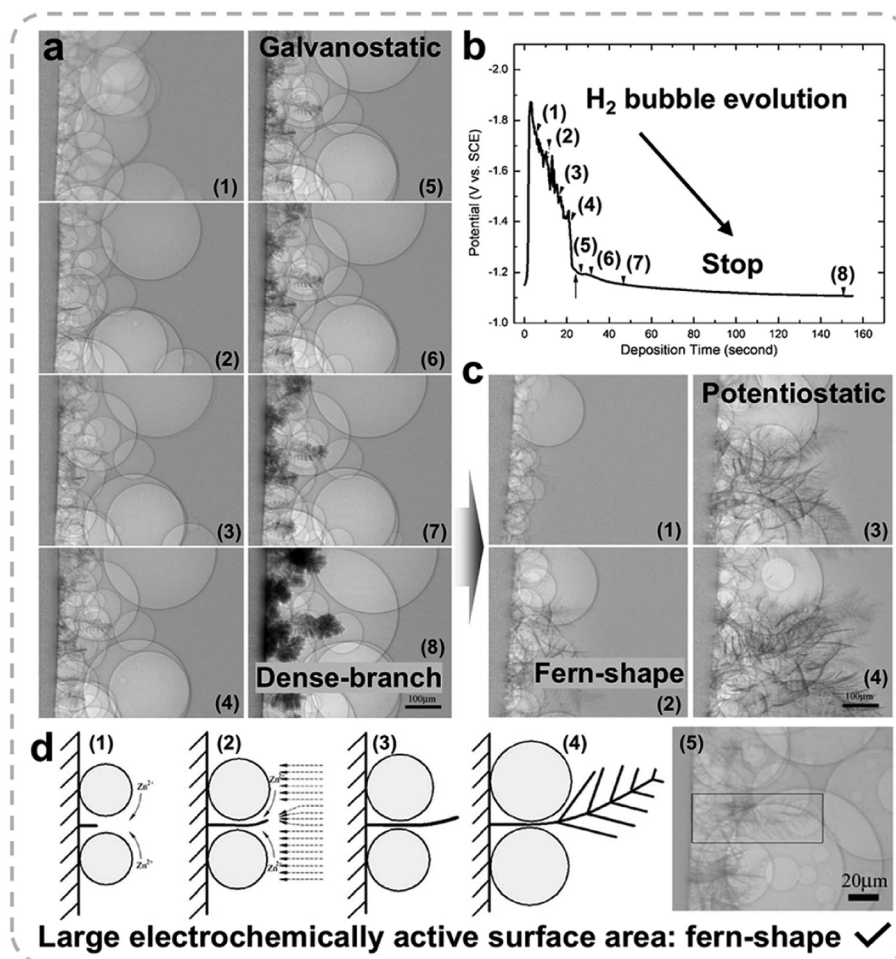 a
Galvanostatic
(1)
(5)
(2)
(6)
(3)
(7)
(4)
(8)
Dense-branch
100μm
b
Potential (V vs. SCE)
-2.0
-1.8
-1.6
-1.4
-1.2
-1.0
0 20 40 60 80 100 120 140 160
Deposition Time (second)
H₂ bubble evolution
Stop
(1)
(2)
(3)
(4)
(5)
(6)
(7)
(8)
c
Potentiostatic
(1)
(3)
Fern-shape
(2)
(4)
100μm
d
(1)
Zn²⁺
Zn²⁺
(2)
Zn²⁺
Zn²⁺
(3)
(4)
(5)
20μm
Large electrochemically active surface area: fern-shape ✓